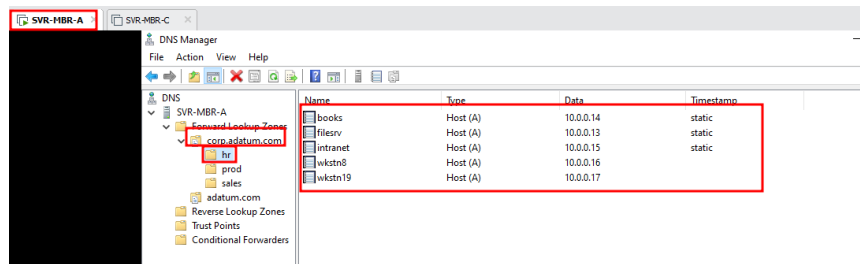 SVR-MBR-A
SVR-MBR-C
DNS Manager
File Action View Help
DNS
SVR-MBR-A
Forward Lookup Zones
corp.adatum.com
hr
prod
sales
adatum.com
Reverse Lookup Zones
Trust Points
Conditional Forwarders
Name Type Data Timestamp
books Host (A) 10.0.0.14 static
filesrv Host (A) 10.0.0.13 static
intranet Host (A) 10.0.0.15 static
wkstn8 Host (A) 10.0.0.16
wkstn19 Host (A) 10.0.0.17